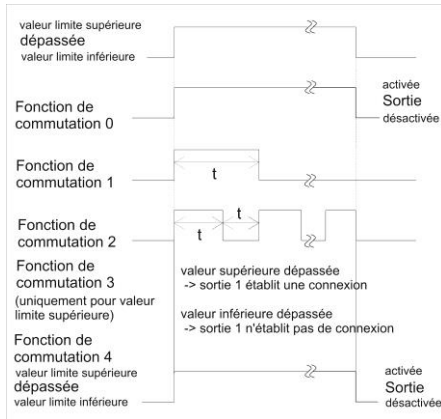 valeur limite supérieure
dépassée
valeur limite inférieure
Fonction de
commutation 0
activée
Sortie
désactivée
Fonction de
commutation 1
t
Fonction de
commutation 2
t
t
Fonction de
commutation 3
(uniquement pour valeur
limite supérieure)
valeur supérieure dépassée
-> sortie 1 établit une connexion
valeur inférieure dépassée
-> sortie 1 n'établit pas de connexion
Fonction de
commutation 4
valeur limite supérieure
dépassée
valeur limite inférieure
activée
Sortie
désactivée